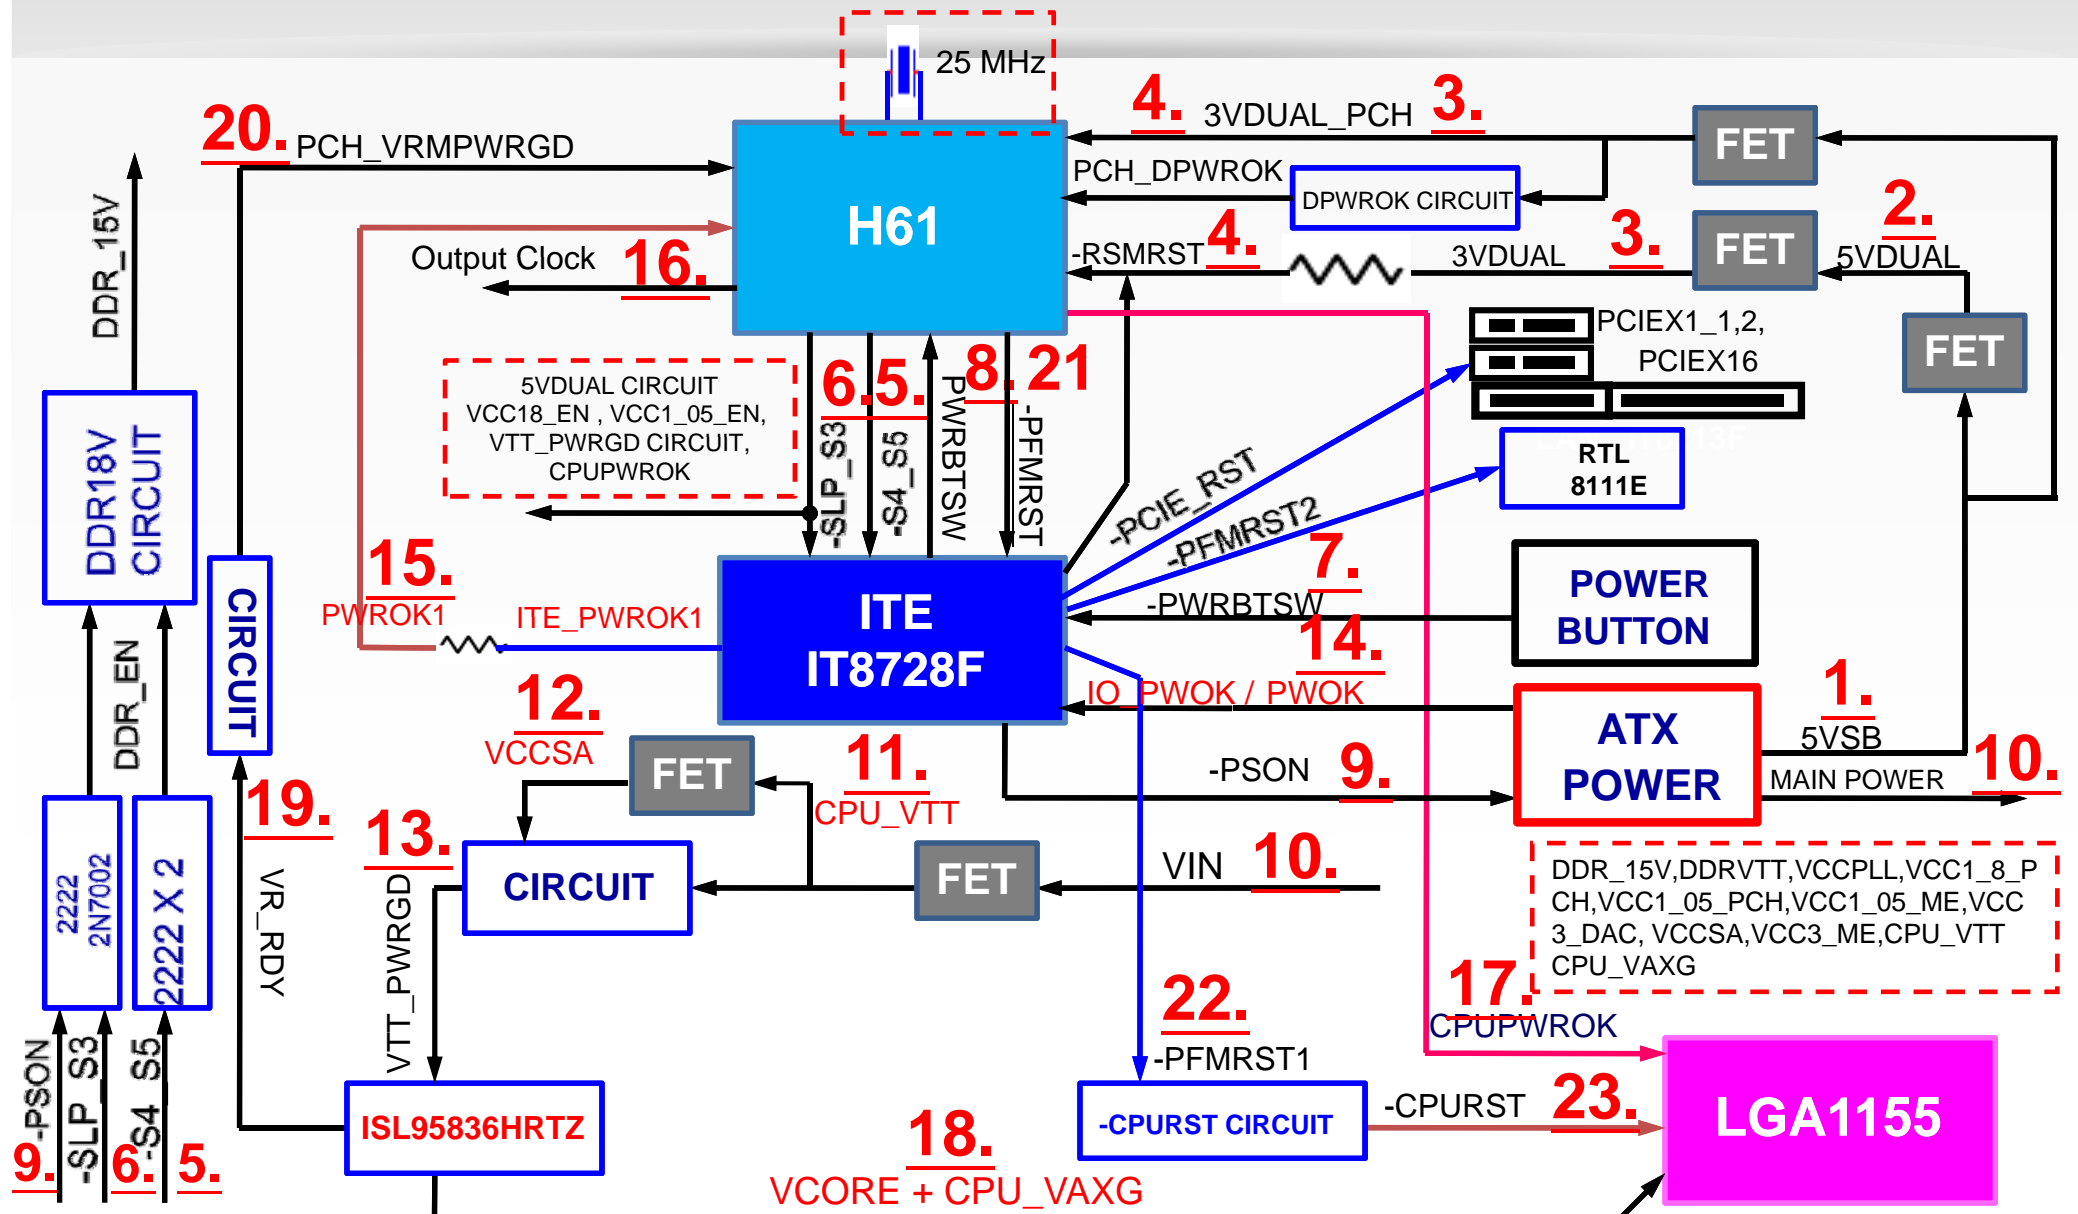 25 MHz
20.
PCH_VRMPWRGD
4.
3VDUAL_PCH
3.
FET
PCH_DPWROK
DPWROK CIRCUIT
H61
2.
5VDUAL
FET
3.
3VDUAL
4.
-RSMRST
Output Clock
16.
DDR_15V
PCIEX1_1,2,
PCIEX16
FET
5VDUAL CIRCUIT
VCC18_EN , VCC1_05_EN,
VTT_PWRGD CIRCUIT,
CPUPWROK
6.
5.
8.
21
-SLP_S3
-S4_S5
PWRBTSW
-PFMRST
-PCIE_RST
-PFMRST2
RTL
8111E
DDR18V
CIRCUIT
CIRCUIT
15.
PWROK1
ITE_PWROK1
ITE
IT8728F
7.
-PWRBTSW
POWER
BUTTON
14.
IO_PWOK / PWOK
1.
5VSB
ATX
POWER
MAIN POWER
10.
-PSON
9.
DDR_EN
12.
VCCSA
FET
11.
CPU_VTT
19.
VR_RDY
13.
CIRCUIT
FET
VIN
10.
VTT_PWRGD
2222
2N7002
2222 X 2
DDR_15V,DDRVTT,VCCPLL,VCC1_8_P
CH,VCC1_05_PCH,VCC1_05_ME,VCC
3_DAC, VCCSA,VCC3_ME,CPU_VTT
CPU_VAXG
17.
CPUPWROK
22.
-PFMRST1
-CPURST CIRCUIT
-CPURST
23.
LGA1155
ISL95836HRTZ
18.
VCORE + CPU_VAXG
-PSON
-SLP_S3
-S4_S5
9.
6.
5.